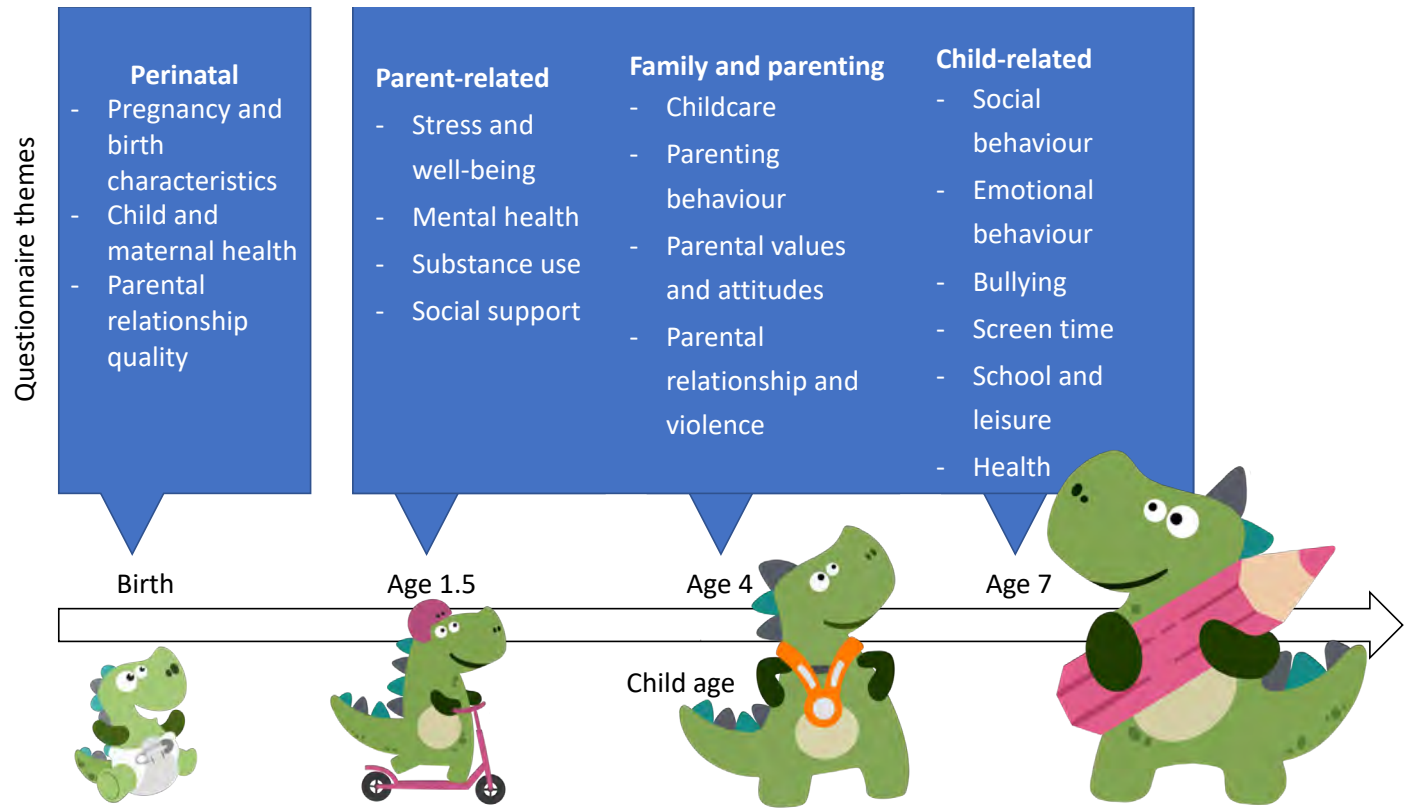 Questionnaire themes
Perinatal
- Pregnancy and
birth
characteristics
- Child and
maternal health
- Parental
relationship
quality
Parent-related
- Stress and
well-being
- Mental health
- Substance use
- Social support
Family and parenting
- Childcare
- Parenting
behaviour
- Parental values
and attitudes
- Parental
relationship and
violence
Child-related
- Social
behaviour
- Emotional
behaviour
- Bullying
- Screen time
- School and
leisure
- Health
Birth
Age 1.5
Age 4
Age 7
Child age